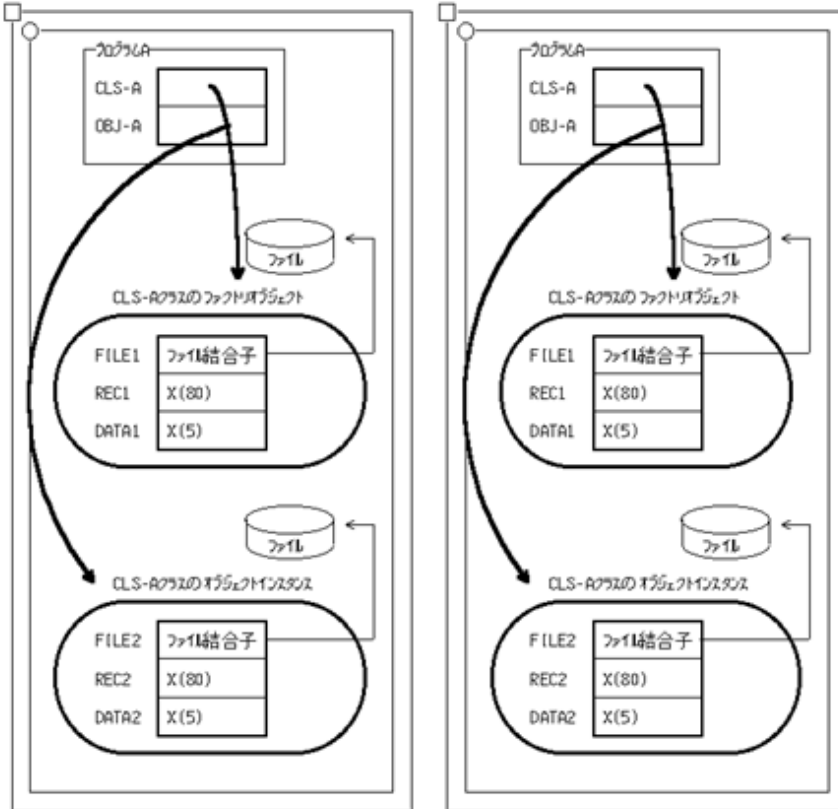 プログラムA
CLS-A
OBJ-A
ファイル
CLS-Aクラスのファクトリオブジェクト
FILE1 ファイル結合子
REC1 X(80)
DATA1 X(5)
ファイル
CLS-Aクラスのオブジェクトインスタンス
FILE2 ファイル結合子
REC2 X(80)
DATA2 X(5)
プログラムA
CLS-A
OBJ-A
ファイル
CLS-Aクラスのファクトリオブジェクト
FILE1 ファイル結合子
REC1 X(80)
DATA1 X(5)
ファイル
CLS-Aクラスのオブジェクトインスタンス
FILE2 ファイル結合子
REC2 X(80)
DATA2 X(5)